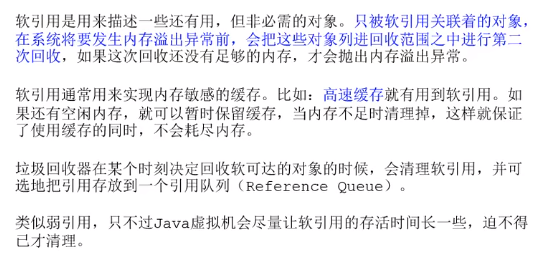 软引用是用来描述一些还有用，但非必需的对象。只被软引用关联着的对象，
在系统将要发生内存溢出异常前，会把这些对象列进回收范围之中进行第二
次回收，如果这次回收还没有足够的内存，才会抛出内存溢出异常。
软引用通常用来实现内存敏感的缓存。比如：高速缓存就有用到软引用。如
果还有空闲内存，就可以暂时保留缓存，当内存不足时清理掉，这样就保证
了使用缓存的同时，不会耗尽内存。
垃圾回收器在某个时刻决定回收软可达的对象的时候，会清理软引用，并可
选地把引用存放到一个引用队列（Reference Queue）。
类似弱引用，只不过Java虚拟机会尽量让软引用的存活时间长一些，迫不得
已才清理。